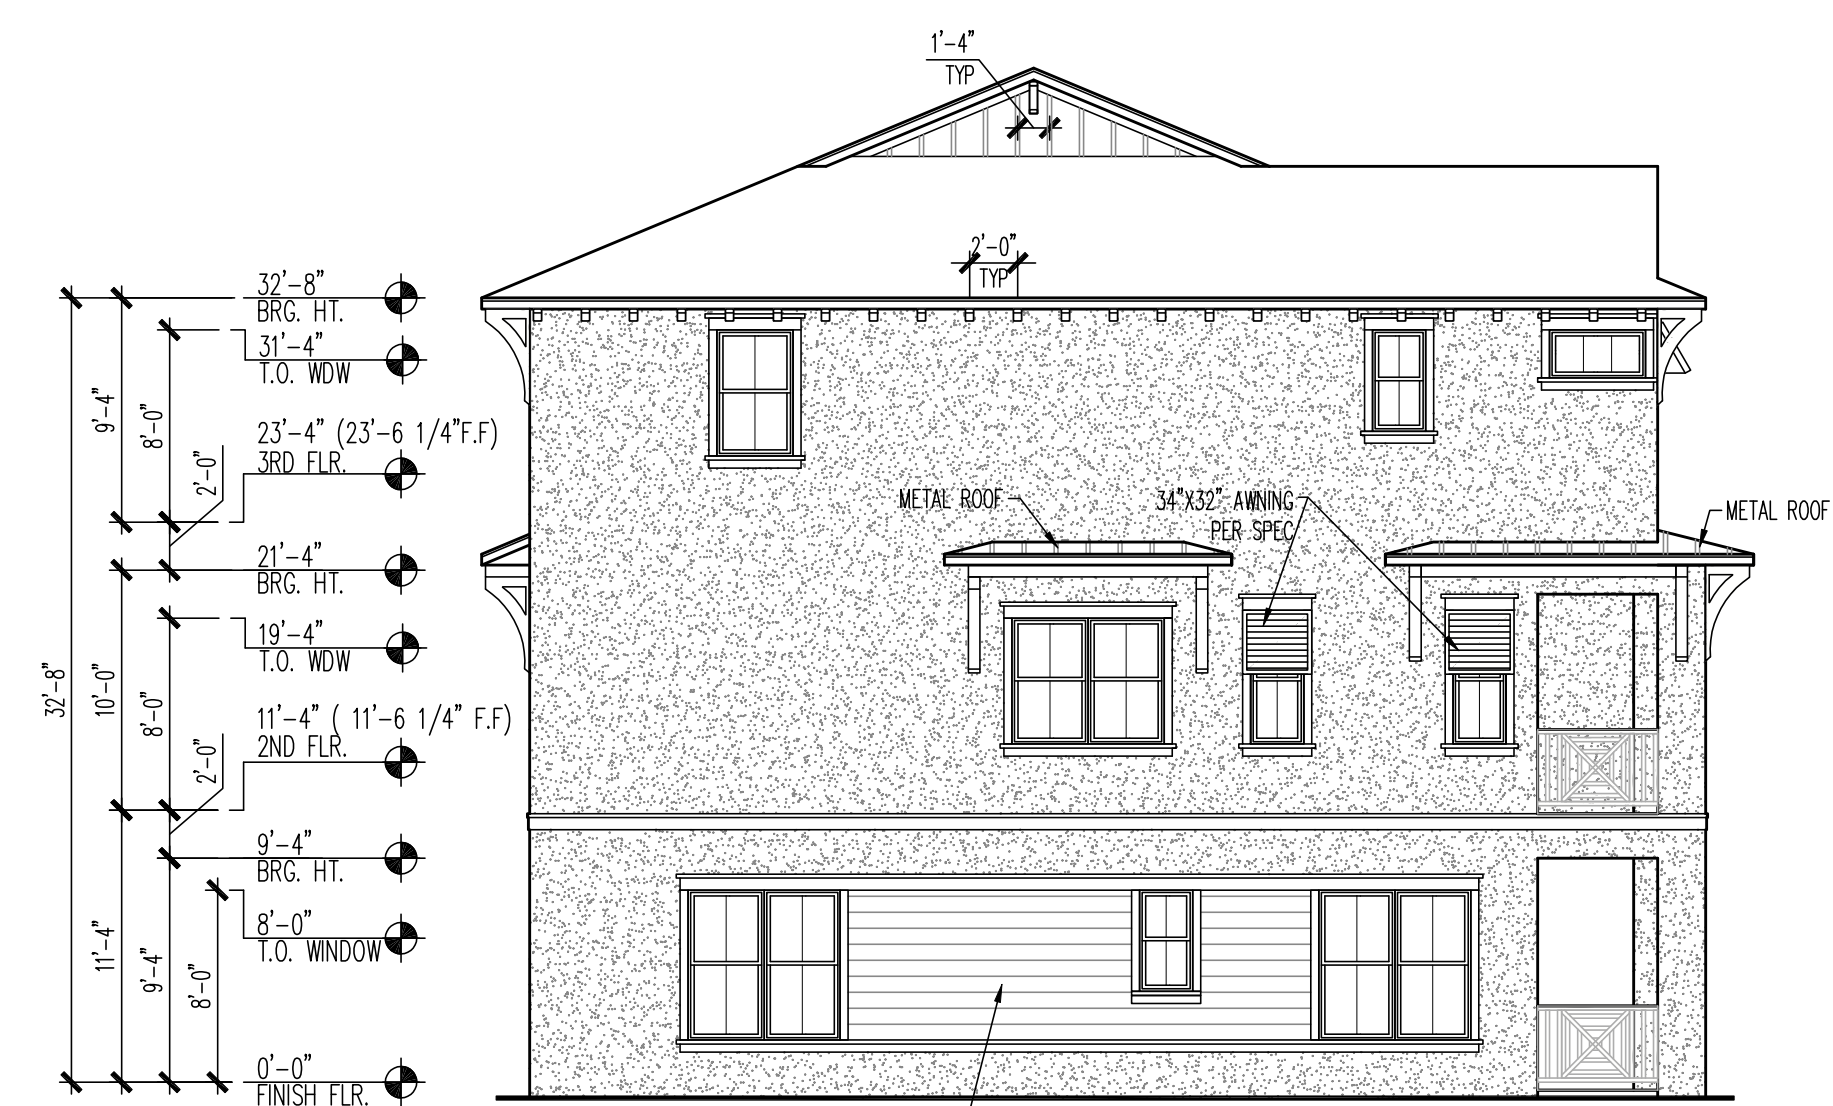 1'-4"
TYP
2'-0"
TYP
32'-8"
BRG. HT.
31'-4"
T.O. WDW
9'-4"
8'-0"
23'-4" (23'-6 1/4"F.F)
3RD FLR.
2'-0"
METAL ROOF
34"X32" AWNING
PER SPEC
METAL ROOF
21'-4"
BRG. HT.
19'-4"
T.O. WDW
32'-8"
10'-0"
8'-0"
11'-4" ( 11'-6 1/4" F.F)
2ND FLR.
2'-0"
9'-4"
BRG. HT.
8'-0"
T.O. WINDOW
11'-4"
9'-4"
8'-0"
0'-0"
FINISH FLR.